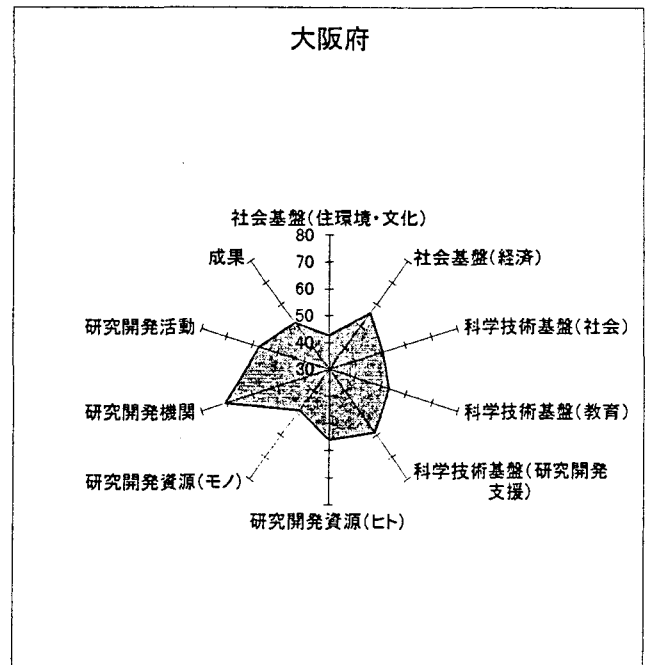 大阪府
社会基盤(住環境・文化)
80
70
60
50
40
30
成果
社会基盤(経済)
研究開発活動
科学技術基盤(社会)
研究開発機関
科学技術基盤(教育)
研究開発資源(モノ)
科学技術基盤(研究開発
支援)
研究開発資源(ヒト)